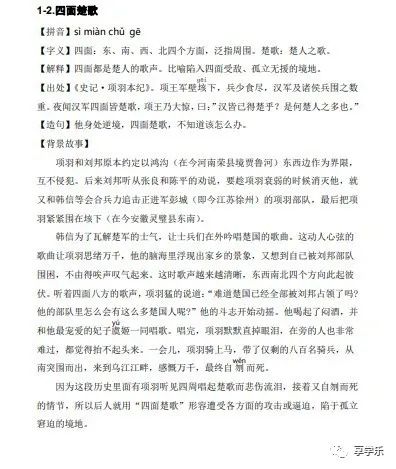 1-2.四面楚歌
【拼音】sì miàn chǔ gē
【字义】四面：东、南、西、北四个方面，泛指周围。楚歌：楚人之歌。
【解释】四面都是楚人的歌声。比喻陷入四面受敌、孤立无援的境地。
【出处】《史记·项羽本纪》。项王军壁垓下，兵少食尽，汉军及诸侯兵围之数
gāi
重。夜闻汉军四面皆楚歌，项王乃大惊，曰：”汉皆已得楚乎？是何楚人之多也。”
【造句】他身处逆境，四面楚歌，不知道该怎么办。
【背景故事】
项羽和刘邦原本约定以鸿沟（在今河南荣县境贾鲁河）东西边作为界限，
互不侵犯。后来刘邦听从张良和陈平的劝说，要趁项羽衰弱的时候消灭他，就
又和韩信等会合兵力追击正进军彭城（即今江苏徐州）的项羽部队，最后把项
羽紧紧围在垓下（在今安徽灵璧县东南）。
韩信为了瓦解楚军的士气，让士兵们在外吟唱楚国的歌曲。这动人心弦的
歌曲让项羽思绪万千，他的脑海里浮现出家乡的景象，又想到自己被刘邦部队
围困，不由得唉声叹气起来。这时歌声越来越清晰，东西南北四个方向此起彼
伏。听着四面八方的歌声，项羽猛的说道：“难道楚国已经全部被刘邦占领了吗?
他的部队里怎么会有这么多楚国人呢?”他的斗志开始动摇。他喝起了闷酒，并
yú
和他最宠爱的妃子虞姬一同唱歌。唱完，项羽默默直掉眼泪，在旁的人也非常
难过，都觉得抬不起头来。一会儿，项羽骑上马，带了仅剩的八百名骑兵，从
wěn
南突围而出，来到乌江江畔，感慨万千，最终自刎而死。
因为这段历史里面有项羽听见四周唱起楚歌而悲伤流泪，接着又自刎而死
的情节，所以后人就用“四面楚歌”形容遭受各方面的攻击或逼迫，陷于孤立
窘迫的境地。
享学乐